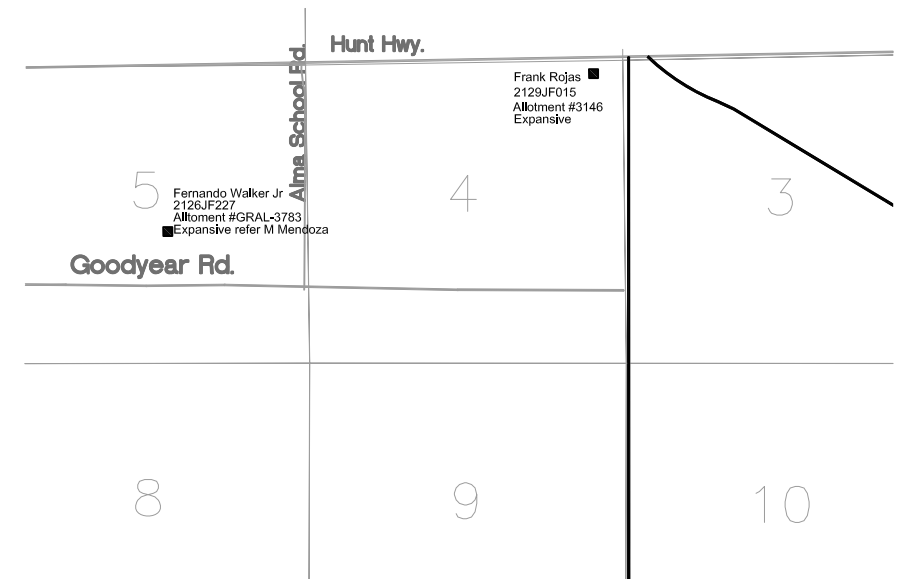 Hunt Hwy.
Alma School Rd.
Frank Rojas
2129JF015
Allotment #3146
Expansive
5
4
3
Fernando Walker Jr
2126JF227
Alltoment #GRAL-3783
Expansive refer M Mendoza
Goodyear Rd.
8
9
10